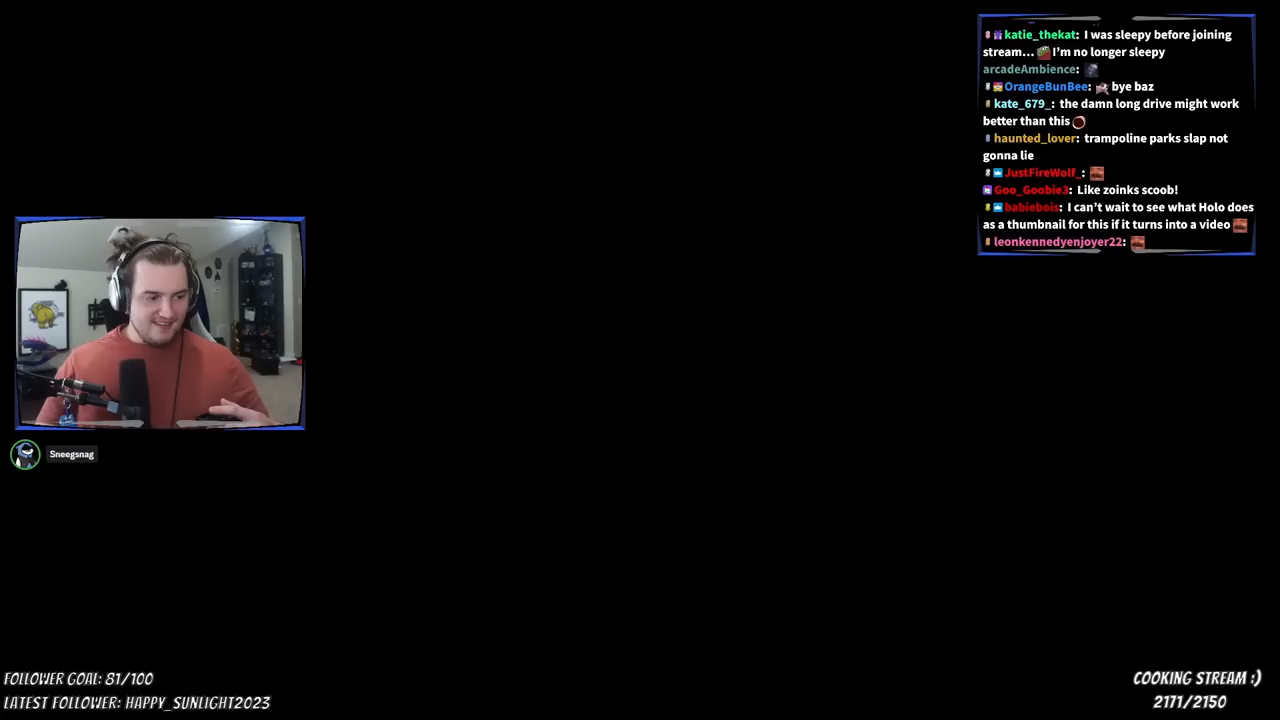 katie_thekat: I was sleepy before joining
stream... I'm no longer sleepy
arcadeAmbience:
OrangeBunBee: bye baz
kate_679_: the damn long drive might work
better than this
haunted_lover: trampoline parks slap not
gonna lie
JustFireWolf_:
Goo_Goobie3: Like zoinks scoob!
babiebois: I can't wait to see what Holo does
as a thumbnail for this if it turns into a video
leonkennedyenjoyer22:
Sneegsnag
FOLLOWER GOAL: 81/100
LATEST FOLLOWER: HAPPY_SUNLIGHT2023
COOKING STREAM :)
2171/2150